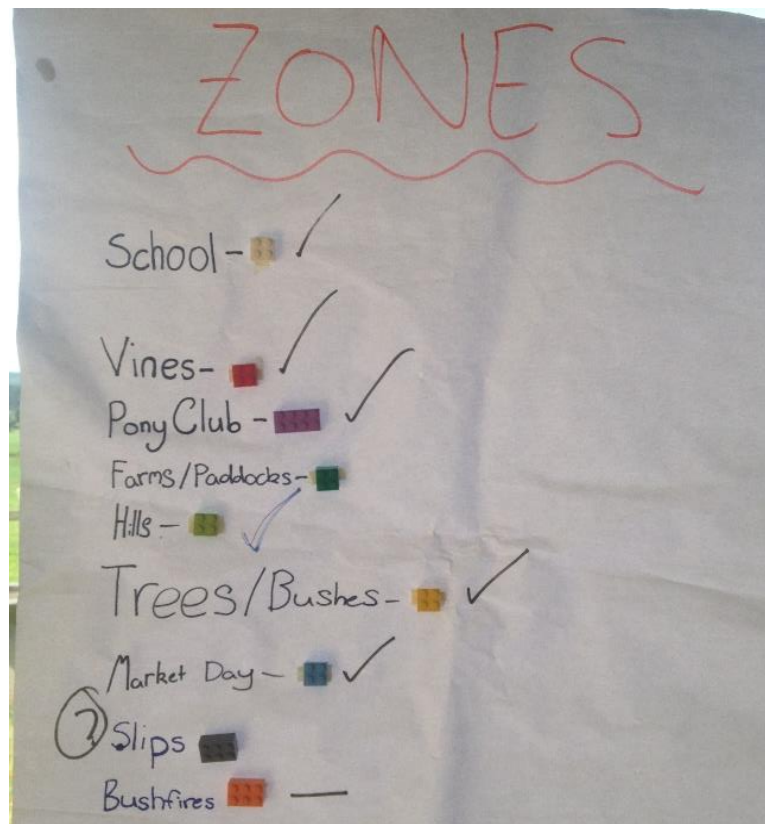 ZONES
School -
Vines-
Pony Club -
Farms/Paddocks-
Hills -
Trees/Bushes-
Market Day -
? Slips
Bushfires